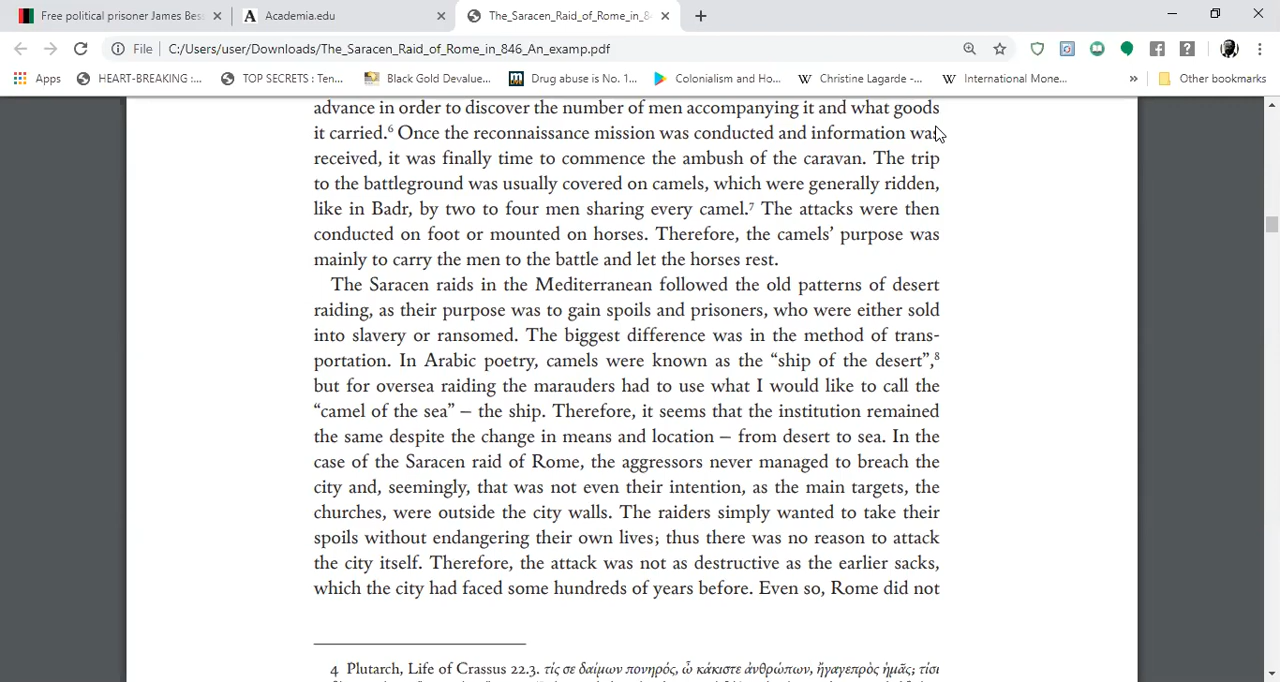 Free political prisoner James Bes
Academia.edu
The_Saracen_Raid_of_Rome_in_8
File
C:/Users/user/Downloads/The_Saracen_Raid_of_Rome_in_846_An_examp.pdf
Apps
HEART-BREAKING :...
TOP SECRETS : Ten...
Black Gold Devalue...
Drug abuse is No. 1...
Colonialism and Ho...
Christine Lagarde -...
International Mone...
»
Other bookmarks
advance in order to discover the number of men accompanying it and what goods
it carried.⁶ Once the reconnaissance mission was conducted and information was
received, it was finally time to commence the ambush of the caravan. The trip
to the battleground was usually covered on camels, which were generally ridden,
like in Badr, by two to four men sharing every camel.⁷ The attacks were then
conducted on foot or mounted on horses. Therefore, the camels’ purpose was
mainly to carry the men to the battle and let the horses rest.
The Saracen raids in the Mediterranean followed the old patterns of desert
raiding, as their purpose was to gain spoils and prisoners, who were either sold
into slavery or ransomed. The biggest difference was in the method of trans-
portation. In Arabic poetry, camels were known as the “ship of the desert”,⁸
but for oversea raiding the marauders had to use what I would like to call the
“camel of the sea” – the ship. Therefore, it seems that the institution remained
the same despite the change in means and location – from desert to sea. In the
case of the Saracen raid of Rome, the aggressors never managed to breach the
city and, seemingly, that was not even their intention, as the main targets, the
churches, were outside the city walls. The raiders simply wanted to take their
spoils without endangering their own lives; thus there was no reason to attack
the city itself. Therefore, the attack was not as destructive as the earlier sacks,
which the city had faced some hundreds of years before. Even so, Rome did not
4 Plutarch, Life of Crassus 22.3. τίς σε δαίμων πονηρός, ὦ κάκιστε ἀνθρώπων, ἤγαγεπρὸς ἡμᾶς; τίσι